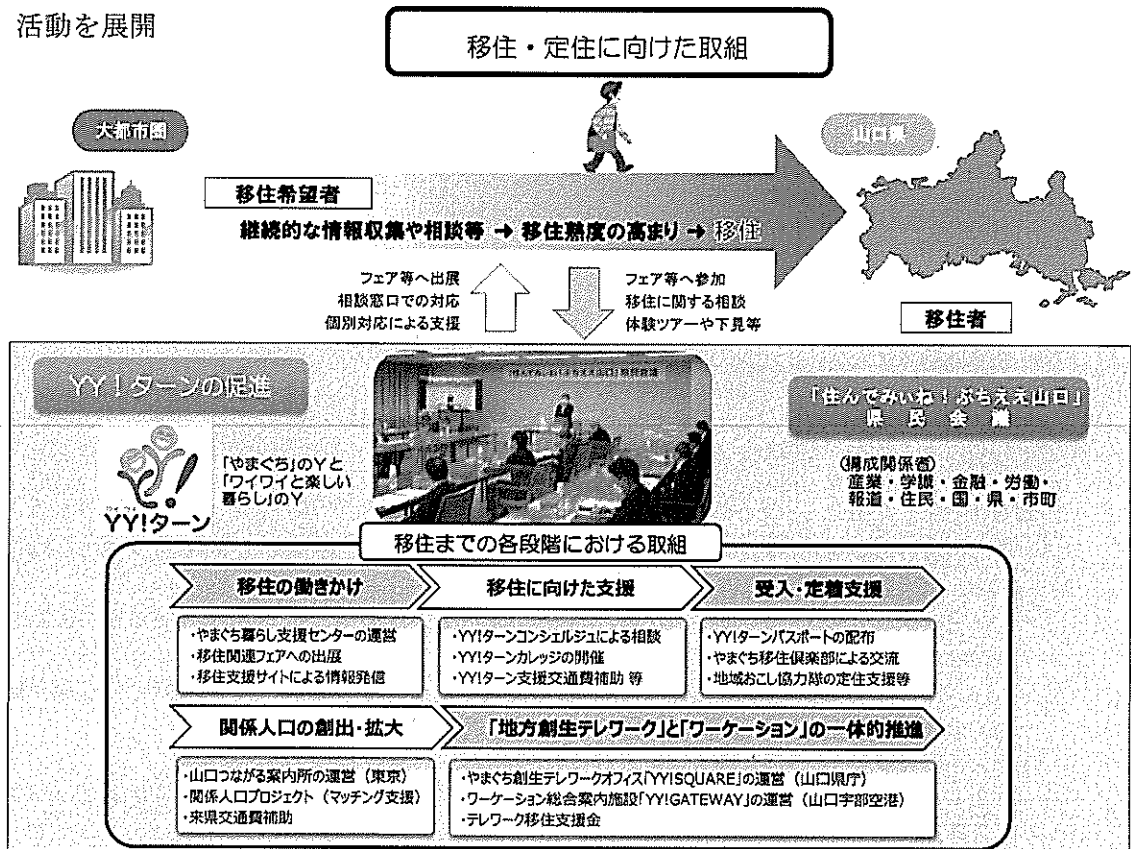 活動を展開
移住・定住に向けた取組
大都市圏
山口県
移住希望者
継続的な情報収集や相談等 → 移住熟度の高まり → 移住
フェア等へ出展
相談窓口での対応
個別対応による支援
フェア等へ参加
移住に関する相談
体験ツアーや下見等
移住者
YY!ターンの促進
「住んでみぃね!ぶちええ山口」
県民会議
「やまぐち」のYと
「ワイワイと楽しい
暮らし」のY
YY!ターン
「住んでみぃね!ぶちええ山口」県民会議
(構成関係者)
産業・学識・金融・労働・
報道・住民・国・県・市町
移住までの各段階における取組
移住の働きかけ
移住に向けた支援
受入・定着支援
・やまぐち暮らし支援センターの運営
・移住関連フェアへの出展
・移住支援サイトによる情報発信
・YY!ターンコンシェルジュによる相談
・YY!ターンカレッジの開催
・YY!ターン支援交通費補助 等
・YY!ターンパスポートの配布
・やまぐち移住倶楽部による交流
・地域おこし協力隊の定住支援等
関係人口の創出・拡大
「地方創生テレワーク」と「ワーケーション」の一体的推進
・山口つながる案内所の運営(東京)
・関係人口プロジェクト(マッチング支援)
・来県交通費補助
・やまぐち創生テレワークオフィス「YY!SQUARE」の運営(山口県庁)
・ワーケーション総合案内施設「YY!GATEWAY」の運営(山口宇部空港)
・テレワーク移住支援金